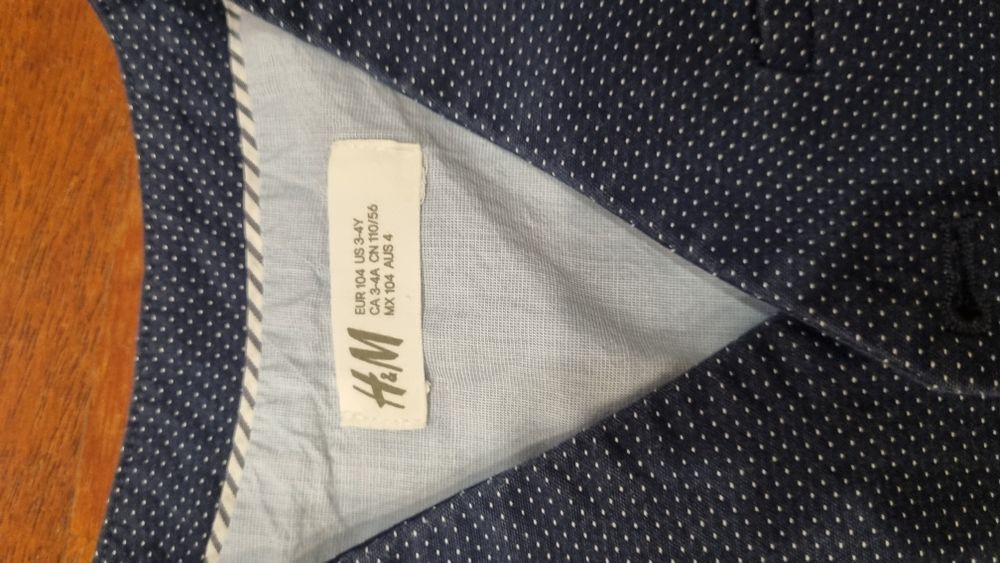 H&M
EUR 104 US 3-4Y
CA 3-4A CN 110/56
MX 104 AUS 4